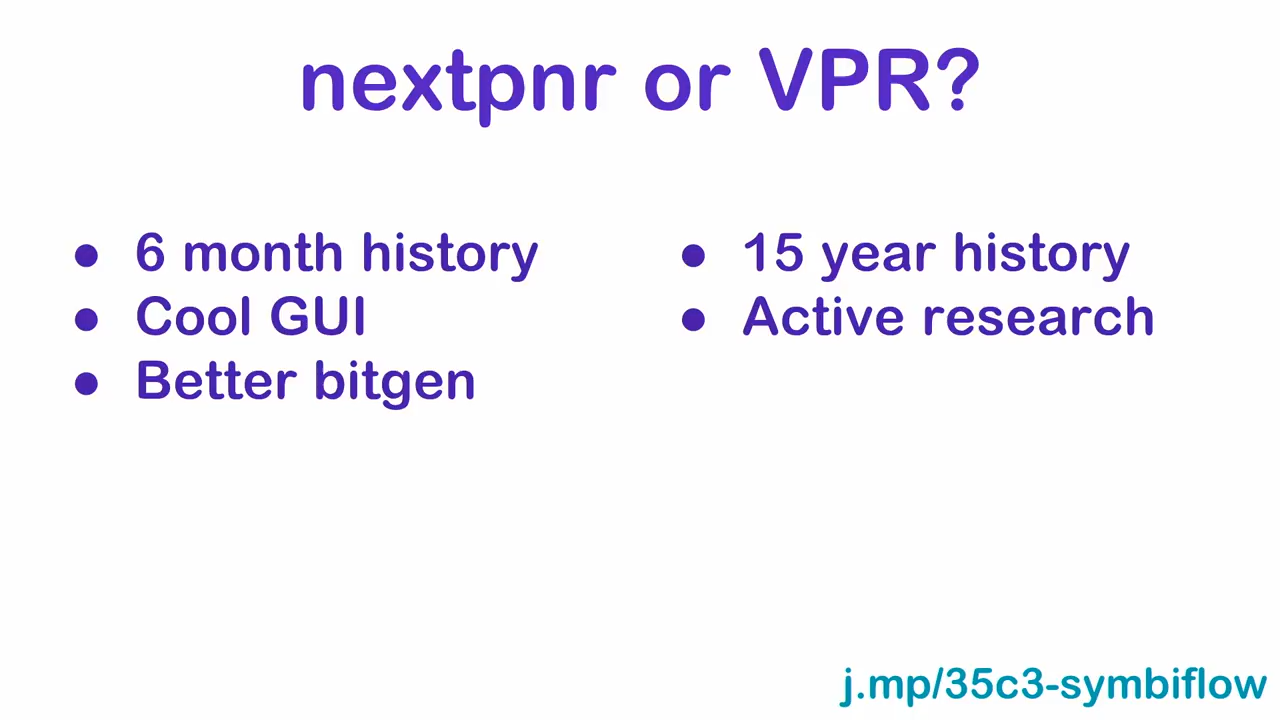 nextpnr or VPR?
● 6 month history
● Cool GUI
● Better bitgen
● 15 year history
● Active research
j.mp/35c3-symbiflow